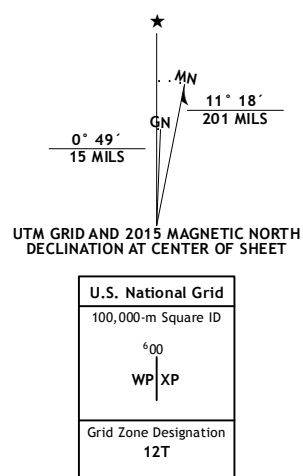 ★
MN
GN
11° 18´
201 MILS
0° 49´
15 MILS
UTM GRID AND 2015 MAGNETIC NORTH
DECLINATION AT CENTER OF SHEET
U.S. National Grid
100,000-m Square ID
⁶00
WP XP
Grid Zone Designation
12T